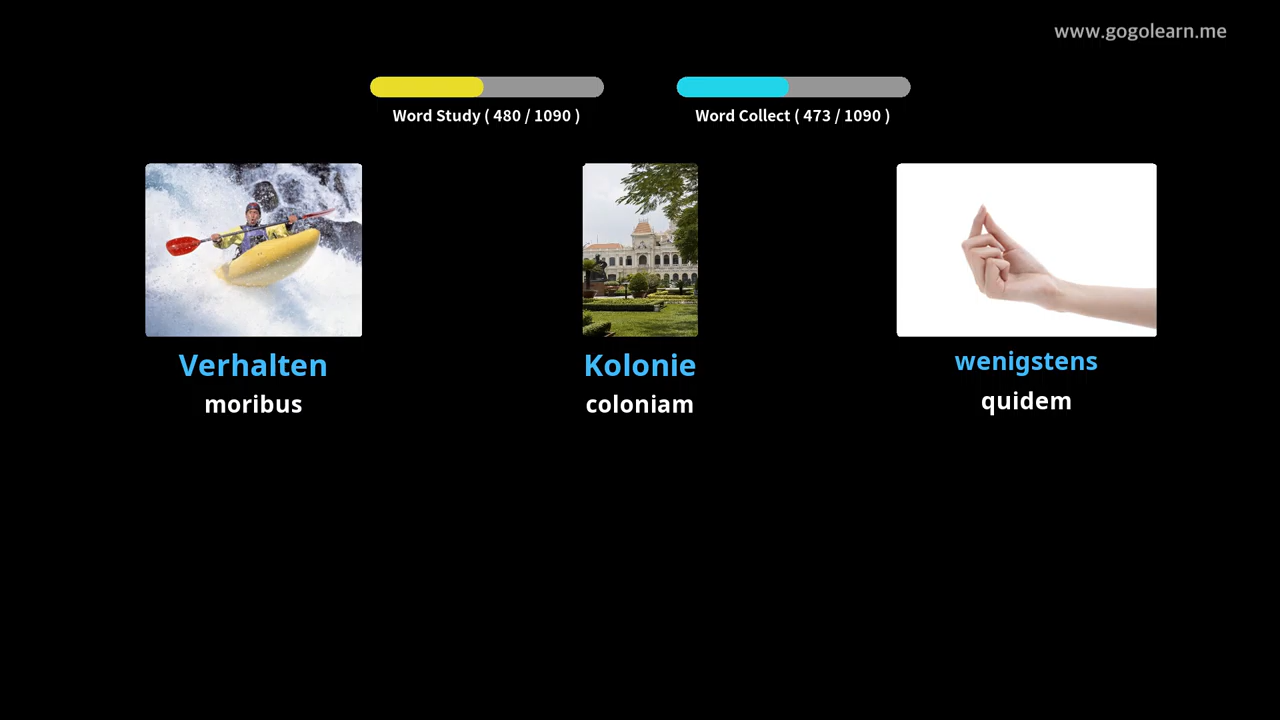 www.gogolearn.me
Word Study ( 480 / 1090 )
Word Collect ( 473 / 1090 )
Verhalten
moribus
Kolonie
coloniam
wenigstens
quidem